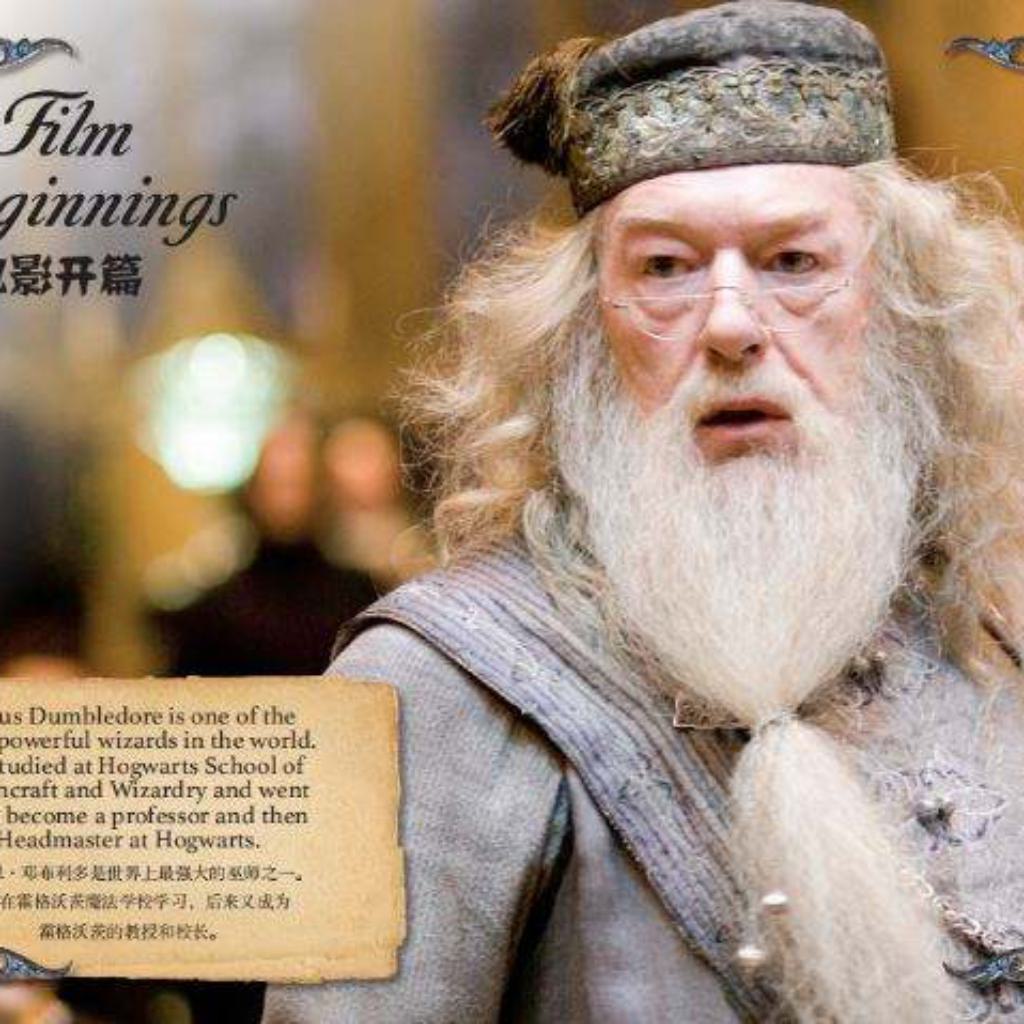 Film
ginnings
影开篇
us Dumbledore is one of the
powerful wizards in the world.
tudied at Hogwarts School of
hcraft and Wizardry and went
become a professor and then
Headmaster at Hogwarts.
· 邓布利多是世界上最强大的巫师之一。
在霍格沃茨魔法学校学习，后来又成为
霍格沃茨的教授和校长。